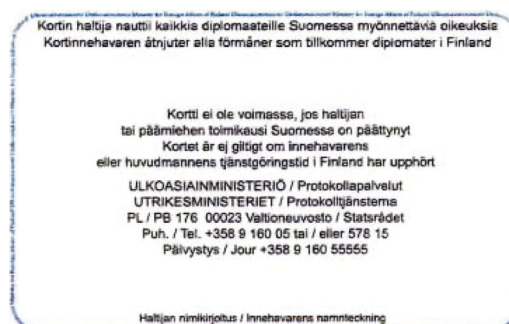 Kortin haltija nauttii kaikkia diplomaateille Suomessa myönnettäviä oikeuksia
Kortinnehavaren åtnjuter alla förmåner som tillkommer diplomater i Finland
Kortti ei ole voimassa, jos haltijan
tai päämiehen toimikausi Suomessa on päättynyt
Kortet är ej giltigt om innehavarens
eller huvudmannens tjänstgöringstid i Finland har upphört
ULKOASIAINMINISTERIÖ / Protokollapalvelut
UTRIKESMINISTERIET / Protokolltjänsterna
PL / PB 176 00023 Valtioneuvosto / Statsrådet
Puh. / Tel. +358 9 160 05 tai / eller 578 15
Päivystys / Jour +358 9 160 55555
Haltijan nimikirjoitus / Innehavarens namnteckning